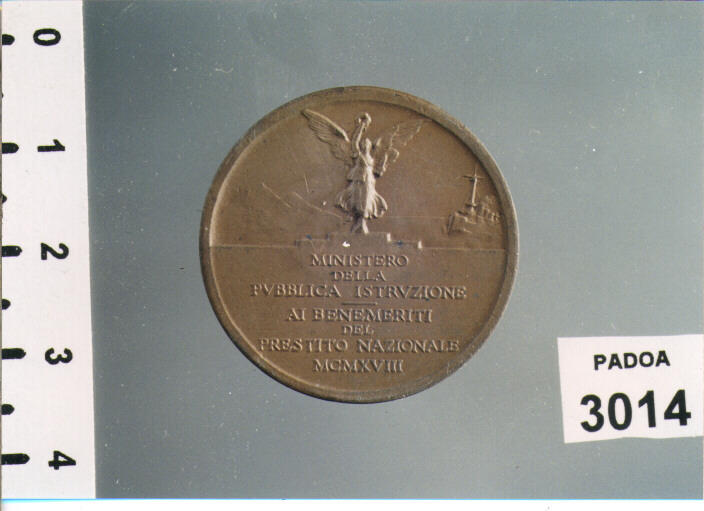 0
1
2
3
4
MINISTERO
DELLA
PVBBLICA ISTRVZIONE
AI BENEMERITI
DEL
PRESTITO NAZIONALE
MCMXVIII
PADOA
3014